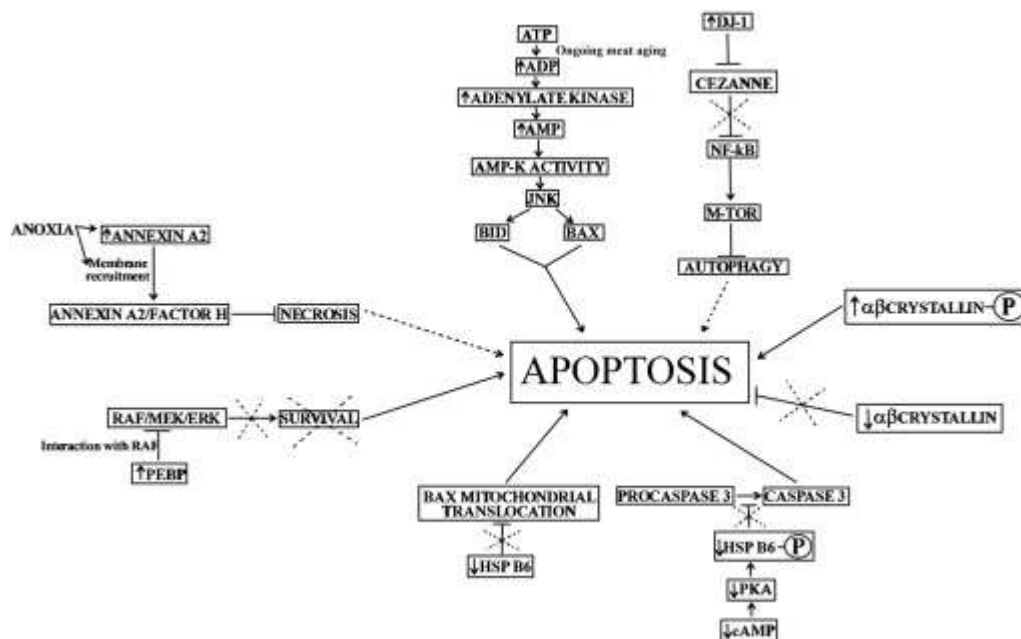 ATP
Ongoing meat aging
↑ADP
↑ADENYLATE KINASE
↑AMP
AMP-K ACTIVITY
JNK
BID
BAX
↑DJ-1
CEZANNE
NF-kB
M-TOR
AUTOPHAGY
ANOXIA
↑ANNEXIN A2
Membrane
recruitment
ANNEXIN A2/FACTOR H
NECROSIS
↑αβCRYSTALLIN-P
APOPTOSIS
RAF/MEK/ERK
SURVIVAL
Interaction with RAF
↑PEBP
↓αβCRYSTALLIN
BAX MITOCHONDRIAL
TRANSLOCATION
↓HSP B6
PROCASPASE 3
CASPASE 3
↓HSP B6-P
↓PKA
↓cAMP